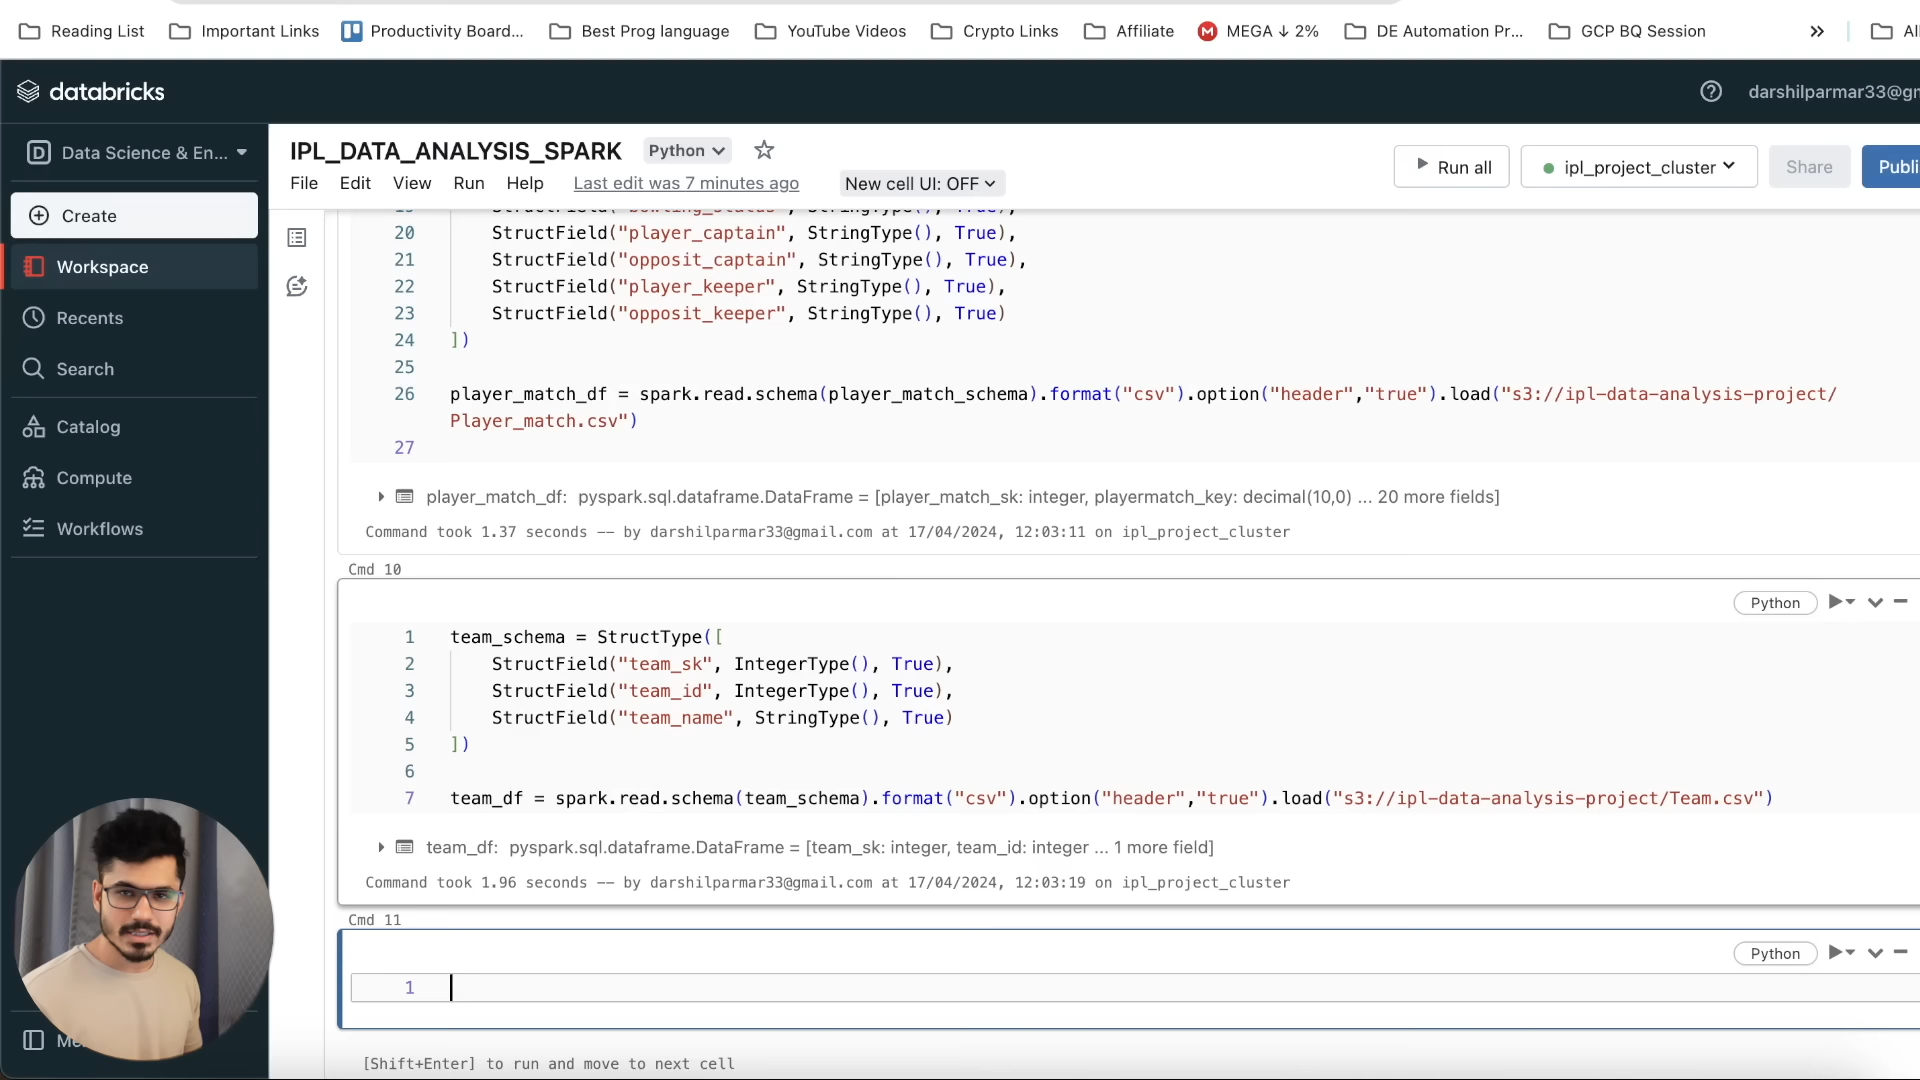 Reading List Important Links Productivity Board... Best Prog language YouTube Videos Crypto Links Affiliate MEGA ↓ 2% DE Automation Pr... GCP BQ Session »
databricks
darshilparmar33@gm
Data Science & En...
Create
Workspace
Recents
Search
Catalog
Compute
Workflows
IPL_DATA_ANALYSIS_SPARK Python
File Edit View Run Help Last edit was 7 minutes ago New cell UI: OFF
Run all ipl_project_cluster Share Publi
19 StructField("bowling_status", StringType(), True),
20 StructField("player_captain", StringType(), True),
21 StructField("opposit_captain", StringType(), True),
22 StructField("player_keeper", StringType(), True),
23 StructField("opposit_keeper", StringType(), True)
24 ])
25
26 player_match_df = spark.read.schema(player_match_schema).format("csv").option("header","true").load("s3://ipl-data-analysis-project/
Player_match.csv")
27
player_match_df: pyspark.sql.dataframe.DataFrame = [player_match_sk: integer, playermatch_key: decimal(10,0) ... 20 more fields]
Command took 1.37 seconds -- by darshilparmar33@gmail.com at 17/04/2024, 12:03:11 on ipl_project_cluster
Cmd 10
Python
1 team_schema = StructType([
2 StructField("team_sk", IntegerType(), True),
3 StructField("team_id", IntegerType(), True),
4 StructField("team_name", StringType(), True)
5 ])
6
7 team_df = spark.read.schema(team_schema).format("csv").option("header","true").load("s3://ipl-data-analysis-project/Team.csv")
team_df: pyspark.sql.dataframe.DataFrame = [team_sk: integer, team_id: integer ... 1 more field]
Command took 1.96 seconds -- by darshilparmar33@gmail.com at 17/04/2024, 12:03:19 on ipl_project_cluster
Cmd 11
Python
1
[Shift+Enter] to run and move to next cell